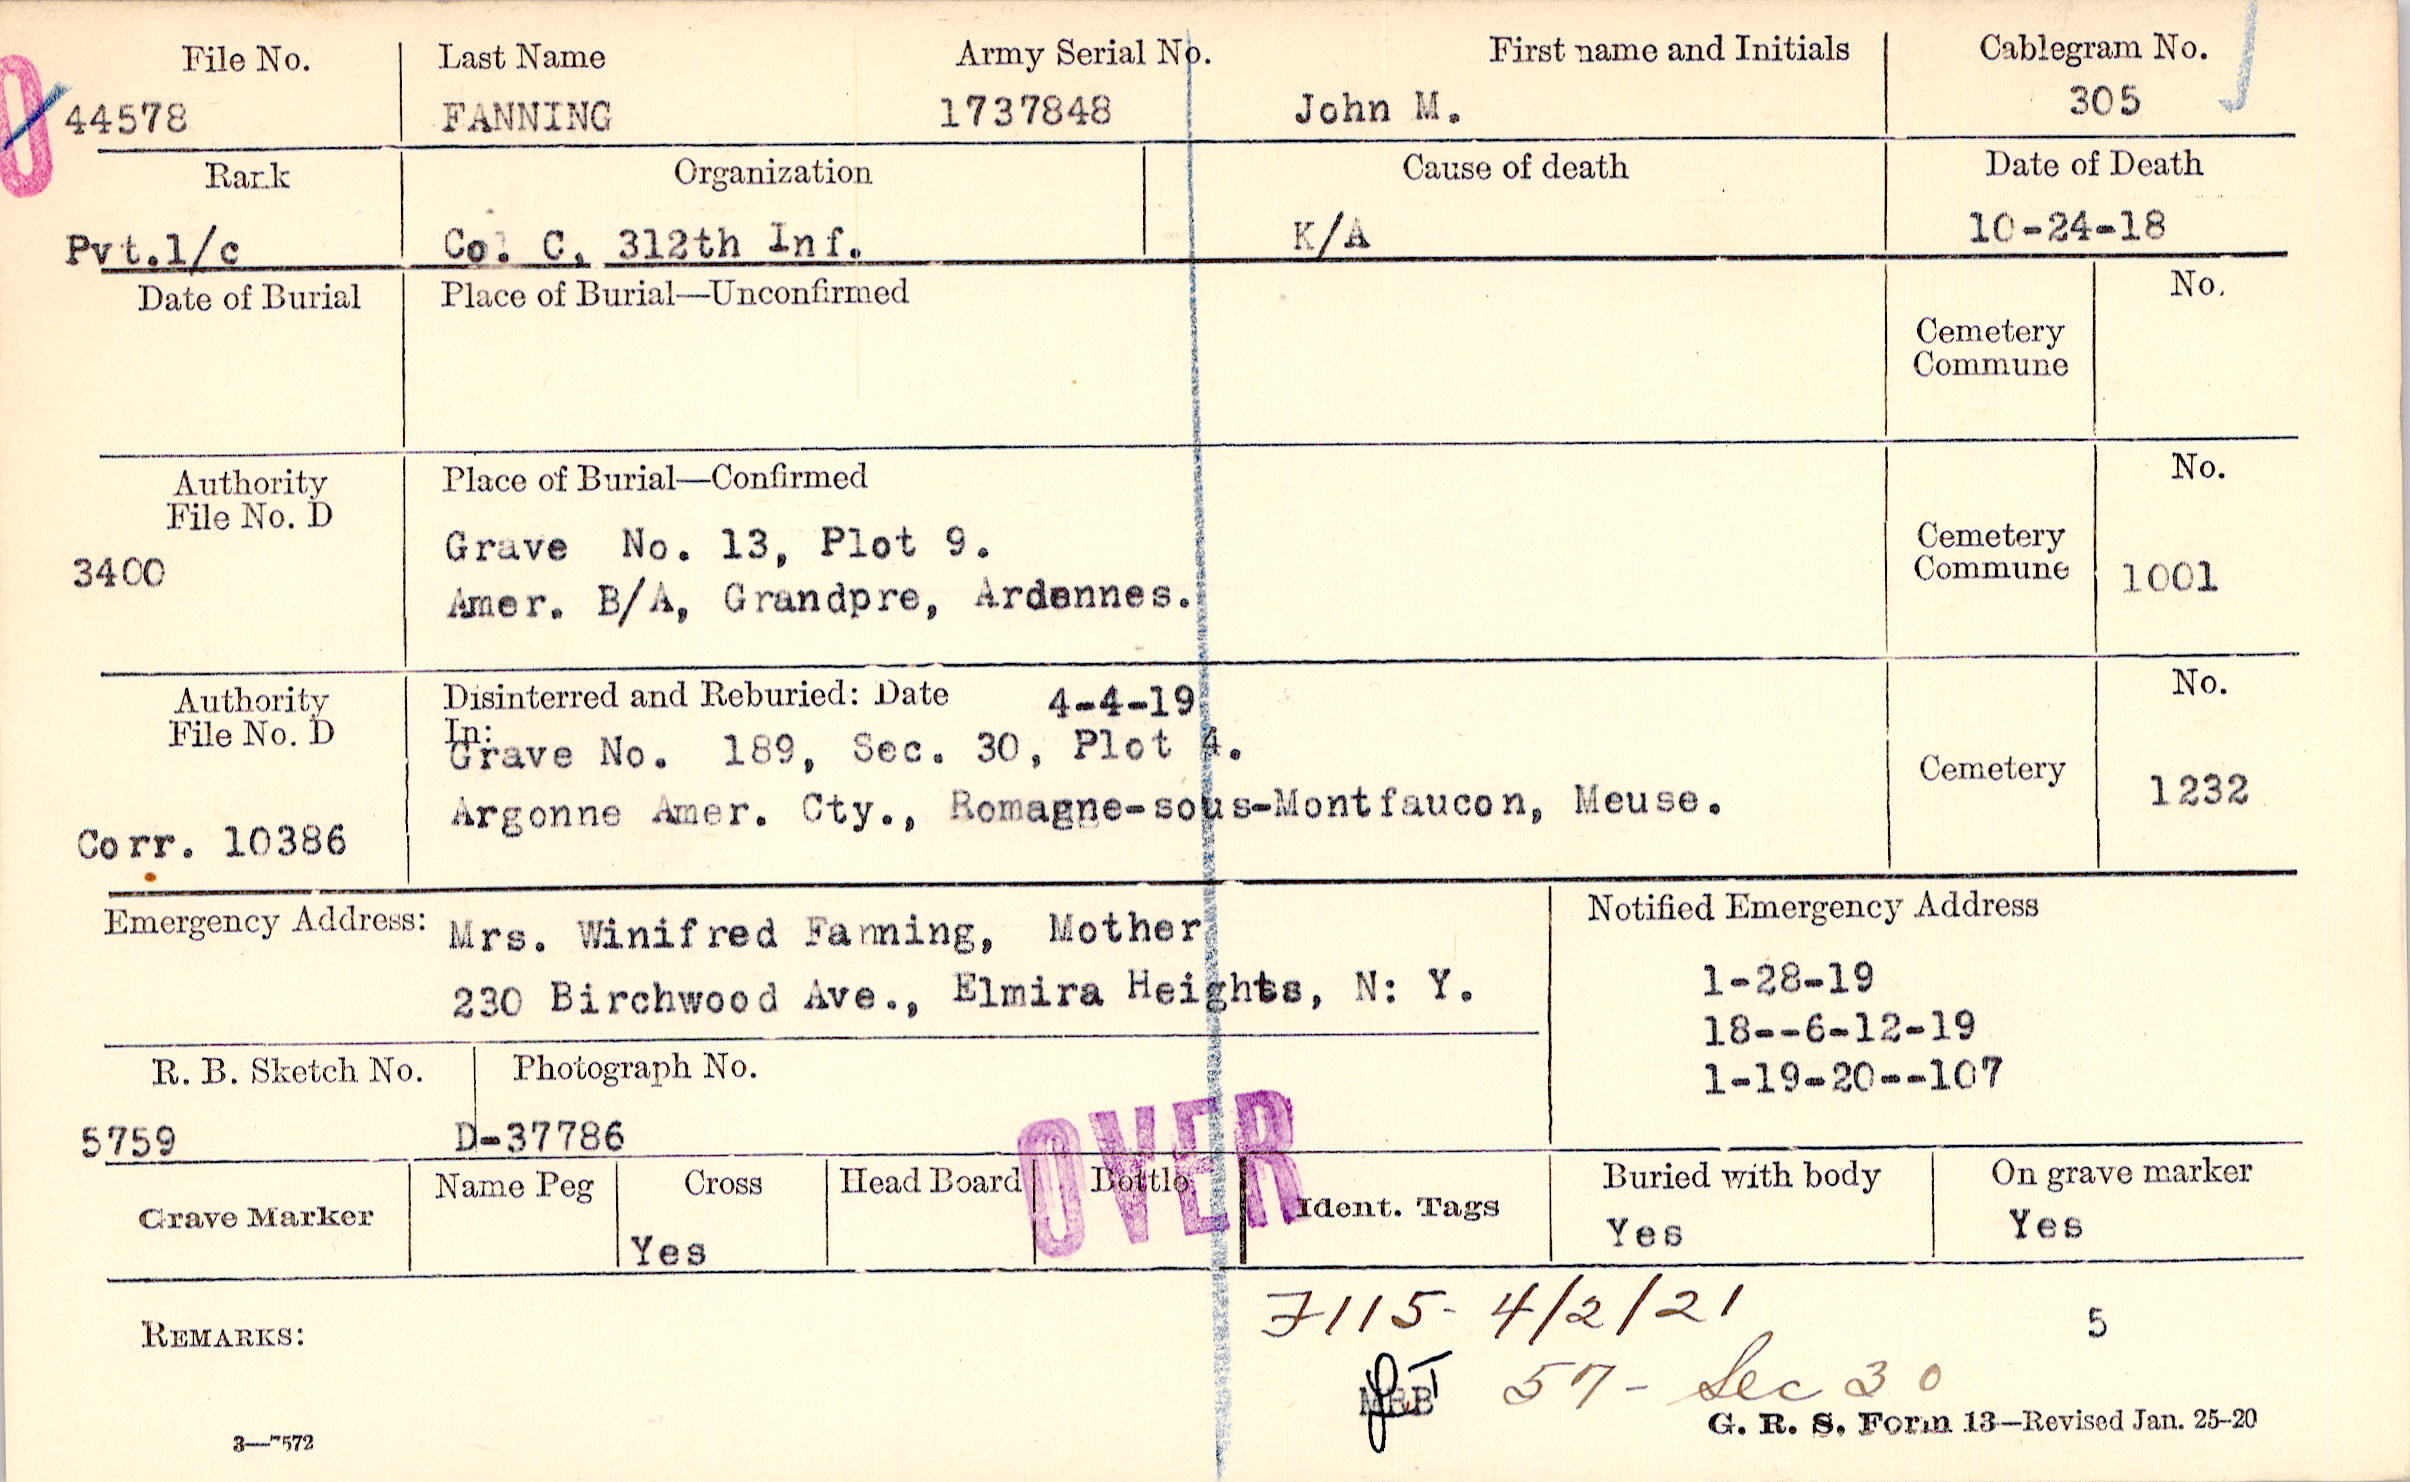 File No. Last Name Army Serial No. First name and Initials Cablegram No.
44578 FANNING 1737848 John M. 305
Rank Organization Cause of death Date of Death
Pvt.1/c Co. C, 312th Inf. K/A 10-24-18
Date of Burial Place of Burial—Unconfirmed No.
Cemetery
Commune
Authority Place of Burial—Confirmed No.
File No. D
Grave No. 13, Plot 9. Cemetery
3400 Commune 1001
Amer. B/A, Grandpre, Ardennes.
Authority Disinterred and Reburied: Date 4-4-19 No.
File No. D In:
Grave No. 189, Sec. 30, Plot 4. Cemetery
Argonne Amer. Cty., Romagne-sous-Montfaucon, Meuse. 1232
Corr. 10386
Emergency Address: Mrs. Winifred Fanning, Mother Notified Emergency Address
230 Birchwood Ave., Elmira Heights, N: Y. 1-28-19
18--6-12-19
R. B. Sketch No. Photograph No. 1-19-20--107
5759 D-37786
OVER
Grave Marker Name Peg Cross Head Board Bottle Ident. Tags Buried with body On grave marker
Yes Yes Yes
REMARKS: 7115- 4/2/21 5
57- Sec 30
3—7572 G. R. S. Form 13—Revised Jan. 25-20